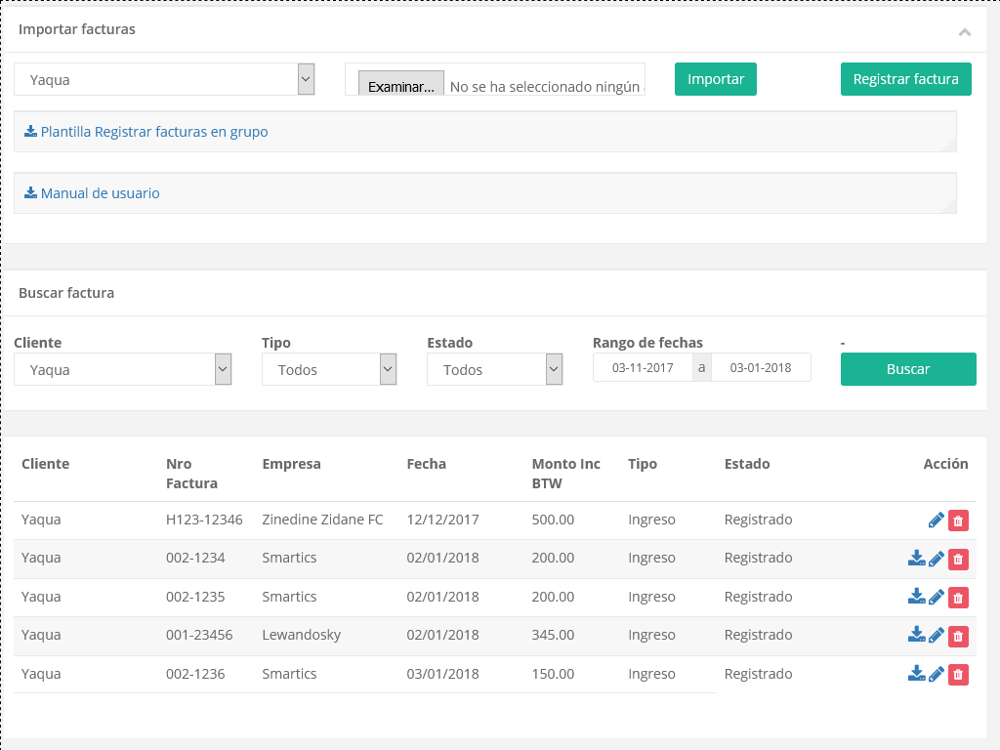 Importar facturas
Yaqua Examinar... No se ha seleccionado ningún Importar Registrar factura
Plantilla Registrar facturas en grupo
Manual de usuario
Buscar factura
Cliente Tipo Estado Rango de fechas -
Yaqua Todos Todos 03-11-2017 a 03-01-2018 Buscar
Cliente Nro Factura Empresa Fecha Monto Inc BTW Tipo Estado Acción
Yaqua H123-12346 Zinedine Zidane FC 12/12/2017 500.00 Ingreso Registrado
Yaqua 002-1234 Smartics 02/01/2018 200.00 Ingreso Registrado
Yaqua 002-1235 Smartics 02/01/2018 200.00 Ingreso Registrado
Yaqua 001-23456 Lewandosky 02/01/2018 345.00 Ingreso Registrado
Yaqua 002-1236 Smartics 03/01/2018 150.00 Ingreso Registrado